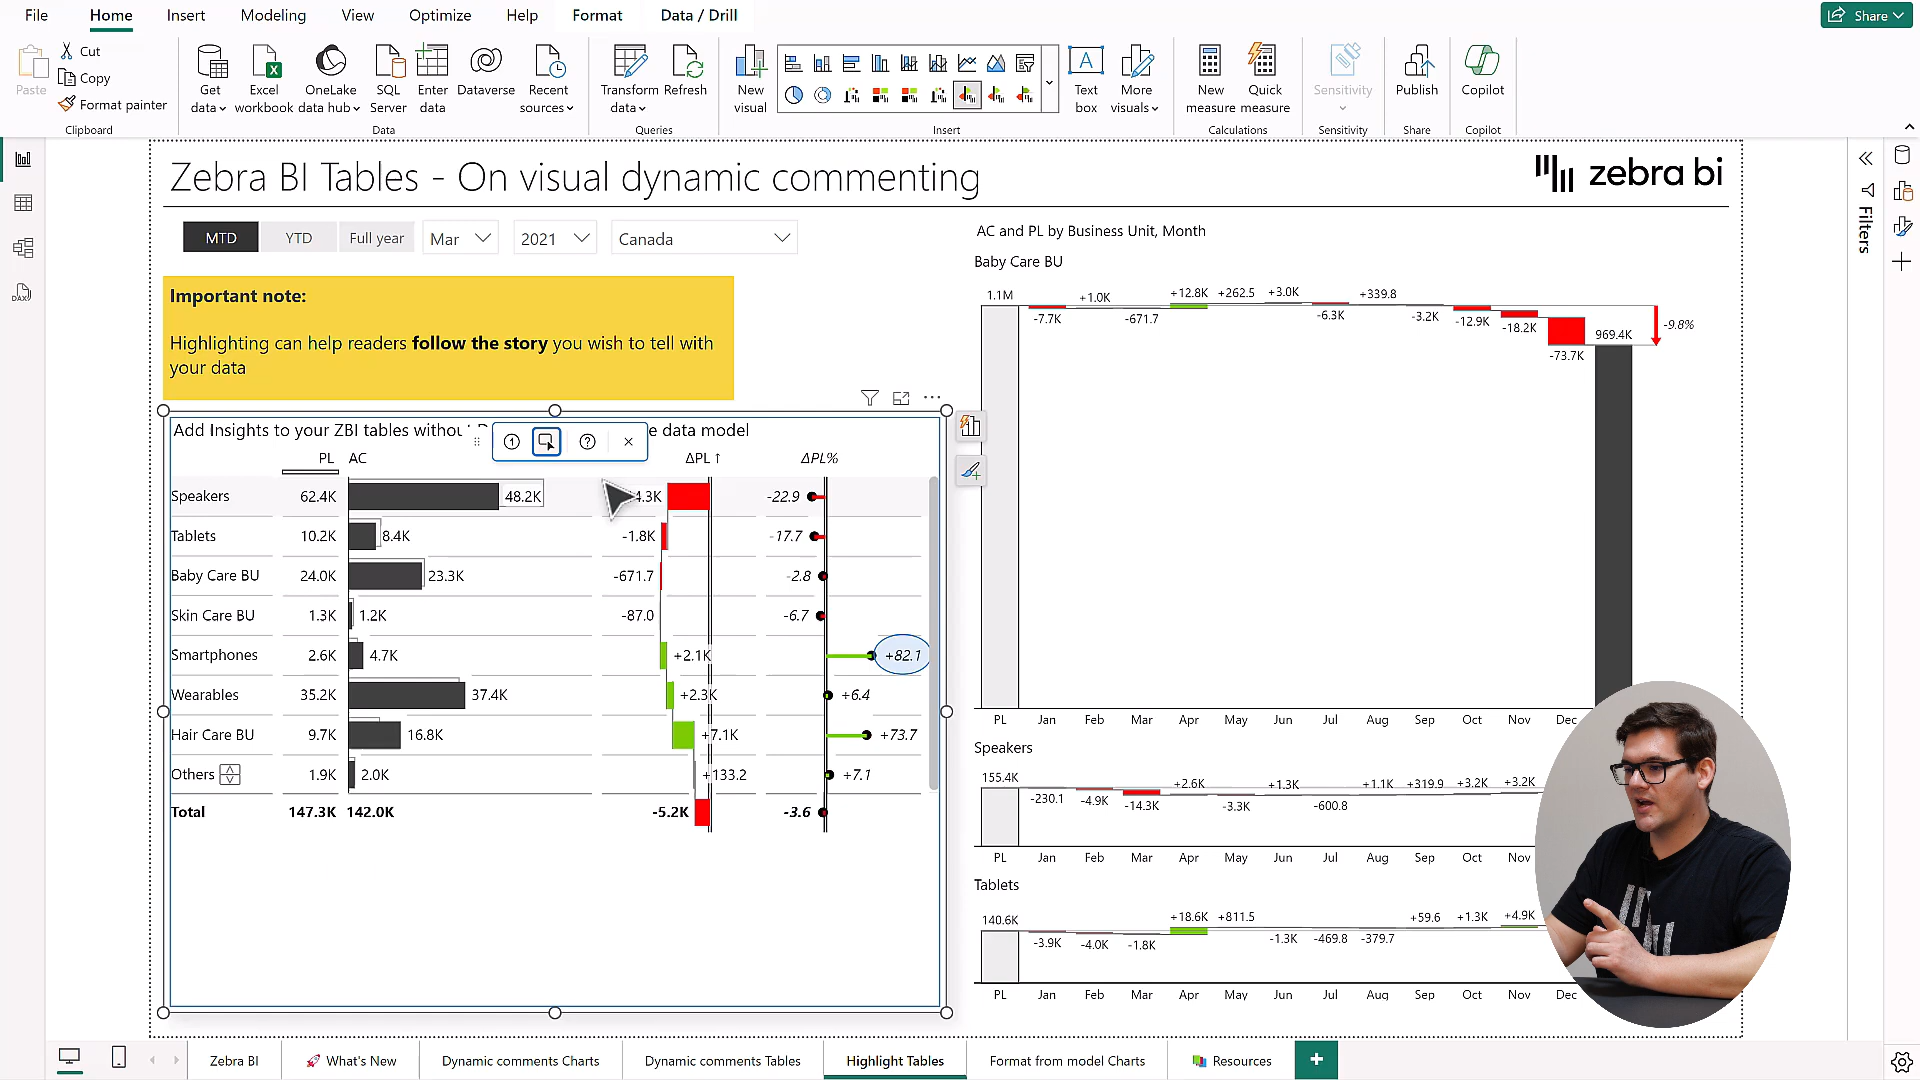 File Home Insert Modeling View Optimize Help Format Data / Drill Share
Paste Cut Copy Format painter
Get data Excel workbook OneLake data hub SQL Server Enter data Dataverse Recent sources Transform data Refresh New visual Text box More visuals New measure Quick measure Sensitivity Publish Copilot
Clipboard Data Queries Insert Calculations Sensitivity Share Copilot
Zebra BI Tables - On visual dynamic commenting
zebra bi
MTD YTD Full year Mar 2021 Canada
Important note:
Highlighting can help readers follow the story you wish to tell with
your data
Add Insights to your ZBI tables without
e data model
PL AC ΔPL ↑ ΔPL%
Speakers 62.4K 48.2K 4.3K -22.9
Tablets 10.2K 8.4K -1.8K -17.7
Baby Care BU 24.0K 23.3K -671.7 -2.8
Skin Care BU 1.3K 1.2K -87.0 -6.7
Smartphones 2.6K 4.7K +2.1K +82.1
Wearables 35.2K 37.4K +2.3K +6.4
Hair Care BU 9.7K 16.8K +7.1K +73.7
Others 1.9K 2.0K +133.2 +7.1
Total 147.3K 142.0K -5.2K -3.6
AC and PL by Business Unit, Month
Baby Care BU
1.1M -7.7K +1.0K -671.7 +12.8K +262.5 +3.0K -6.3K +339.8 -3.2K -12.9K -18.2K -73.7K 969.4K -9.8%
PL Jan Feb Mar Apr May Jun Jul Aug Sep Oct Nov Dec
Speakers
155.4K -230.1 -4.9K -14.3K +2.6K -3.3K +1.3K -600.8 +1.1K +319.9 +3.2K +3.2K
PL Jan Feb Mar Apr May Jun Jul Aug Sep Oct Nov
Tablets
140.6K -3.9K -4.0K -1.8K +18.6K +811.5 -1.3K -469.8 -379.7 +59.6 +1.3K +4.9K
PL Jan Feb Mar Apr May Jun Jul Aug Sep Oct Nov Dec
Filters
Zebra BI 🚀 What's New Dynamic comments Charts Dynamic comments Tables Highlight Tables Format from model Charts Resources +